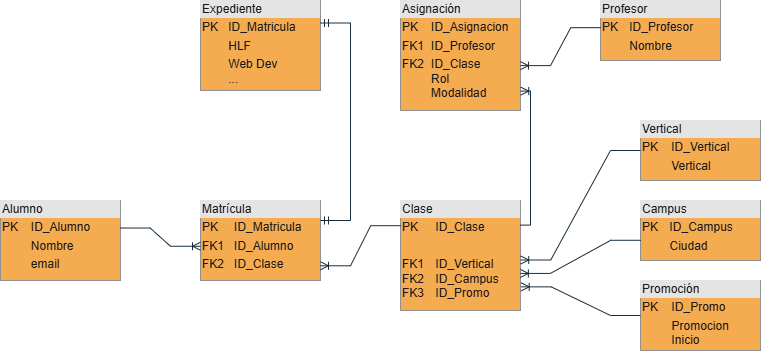 Expediente
PK ID_Matricula
HLF
Web Dev
...
Asignación
PK ID_Asignacion
FK1 ID_Profesor
FK2 ID_Clase
Rol
Modalidad
Profesor
PK ID_Profesor
Nombre
Vertical
PK ID_Vertical
Vertical
Alumno
PK ID_Alumno
Nombre
email
Matrícula
PK ID_Matricula
FK1 ID_Alumno
FK2 ID_Clase
Clase
PK ID_Clase
FK1 ID_Vertical
FK2 ID_Campus
FK3 ID_Promo
Campus
PK ID_Campus
Ciudad
Promoción
PK ID_Promo
Promocion
Inicio